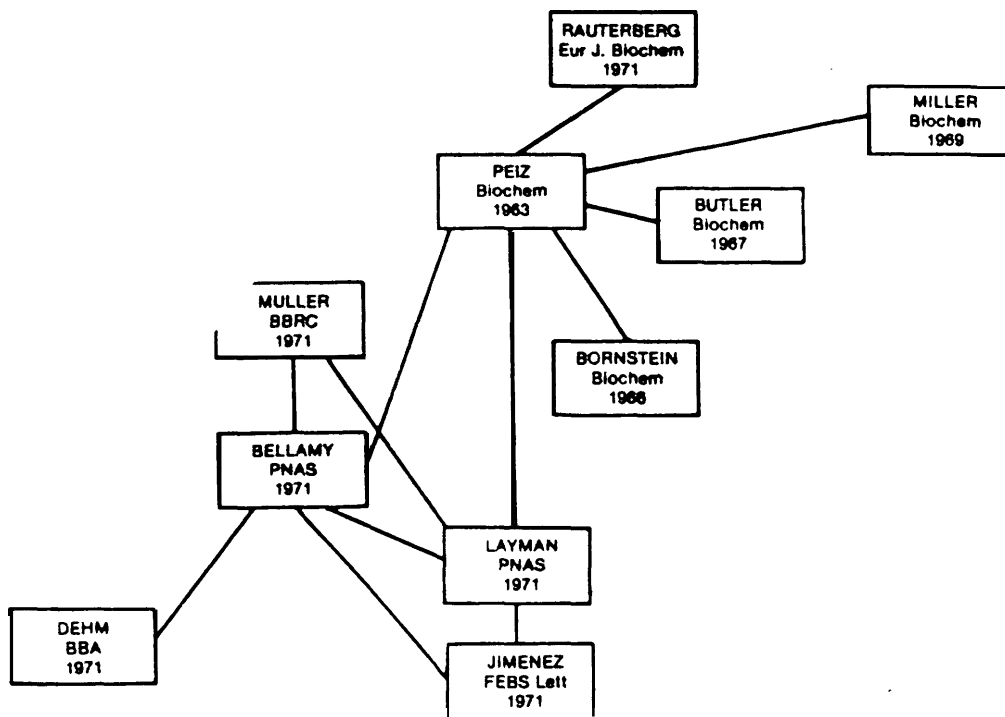 RAUTERBERG
Eur J. Biochem
1971
MILLER
Biochem
1969
PEIZ
Biochem
1963
BUTLER
Biochem
1967
MULLER
BBRC
1971
BORNSTEIN
Biochem
1966
BELLAMY
PNAS
1971
LAYMAN
PNAS
1971
DEHM
BBA
1971
JIMENEZ
FEBS Lett
1971